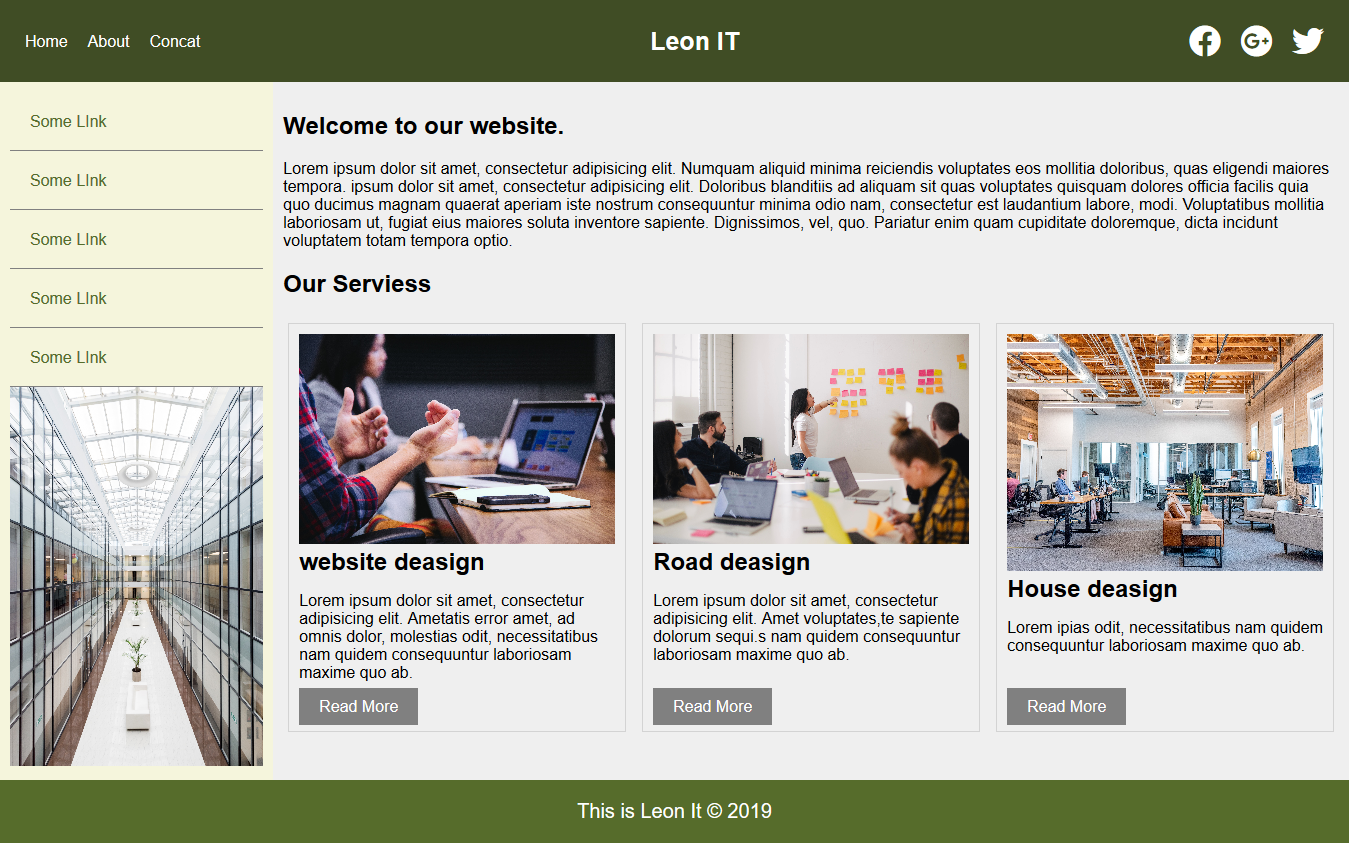 Home About Concat
Leon IT
Some LInk
Some LInk
Some LInk
Some LInk
Some LInk
Welcome to our website.
Lorem ipsum dolor sit amet, consectetur adipisicing elit. Numquam aliquid minima reiciendis voluptates eos mollitia doloribus, quas eligendi maiores
tempora. ipsum dolor sit amet, consectetur adipisicing elit. Doloribus blanditiis ad aliquam sit quas voluptates quisquam dolores officia facilis quia
quo ducimus magnam quaerat aperiam iste nostrum consequuntur minima odio nam, consectetur est laudantium labore, modi. Voluptatibus mollitia
laboriosam ut, fugiat eius maiores soluta inventore sapiente. Dignissimos, vel, quo. Pariatur enim quam cupiditate doloremque, dicta incidunt
voluptatem totam tempora optio.
Our Serviess
website deasign
Lorem ipsum dolor sit amet, consectetur
adipisicing elit. Ametatis error amet, ad
omnis dolor, molestias odit, necessitatibus
nam quidem consequuntur laboriosam
maxime quo ab.
Read More
Road deasign
Lorem ipsum dolor sit amet, consectetur
adipisicing elit. Amet voluptates,te sapiente
dolorum sequi.s nam quidem consequuntur
laboriosam maxime quo ab.
Read More
House deasign
Lorem ipias odit, necessitatibus nam quidem
consequuntur laboriosam maxime quo ab.
Read More
This is Leon It © 2019